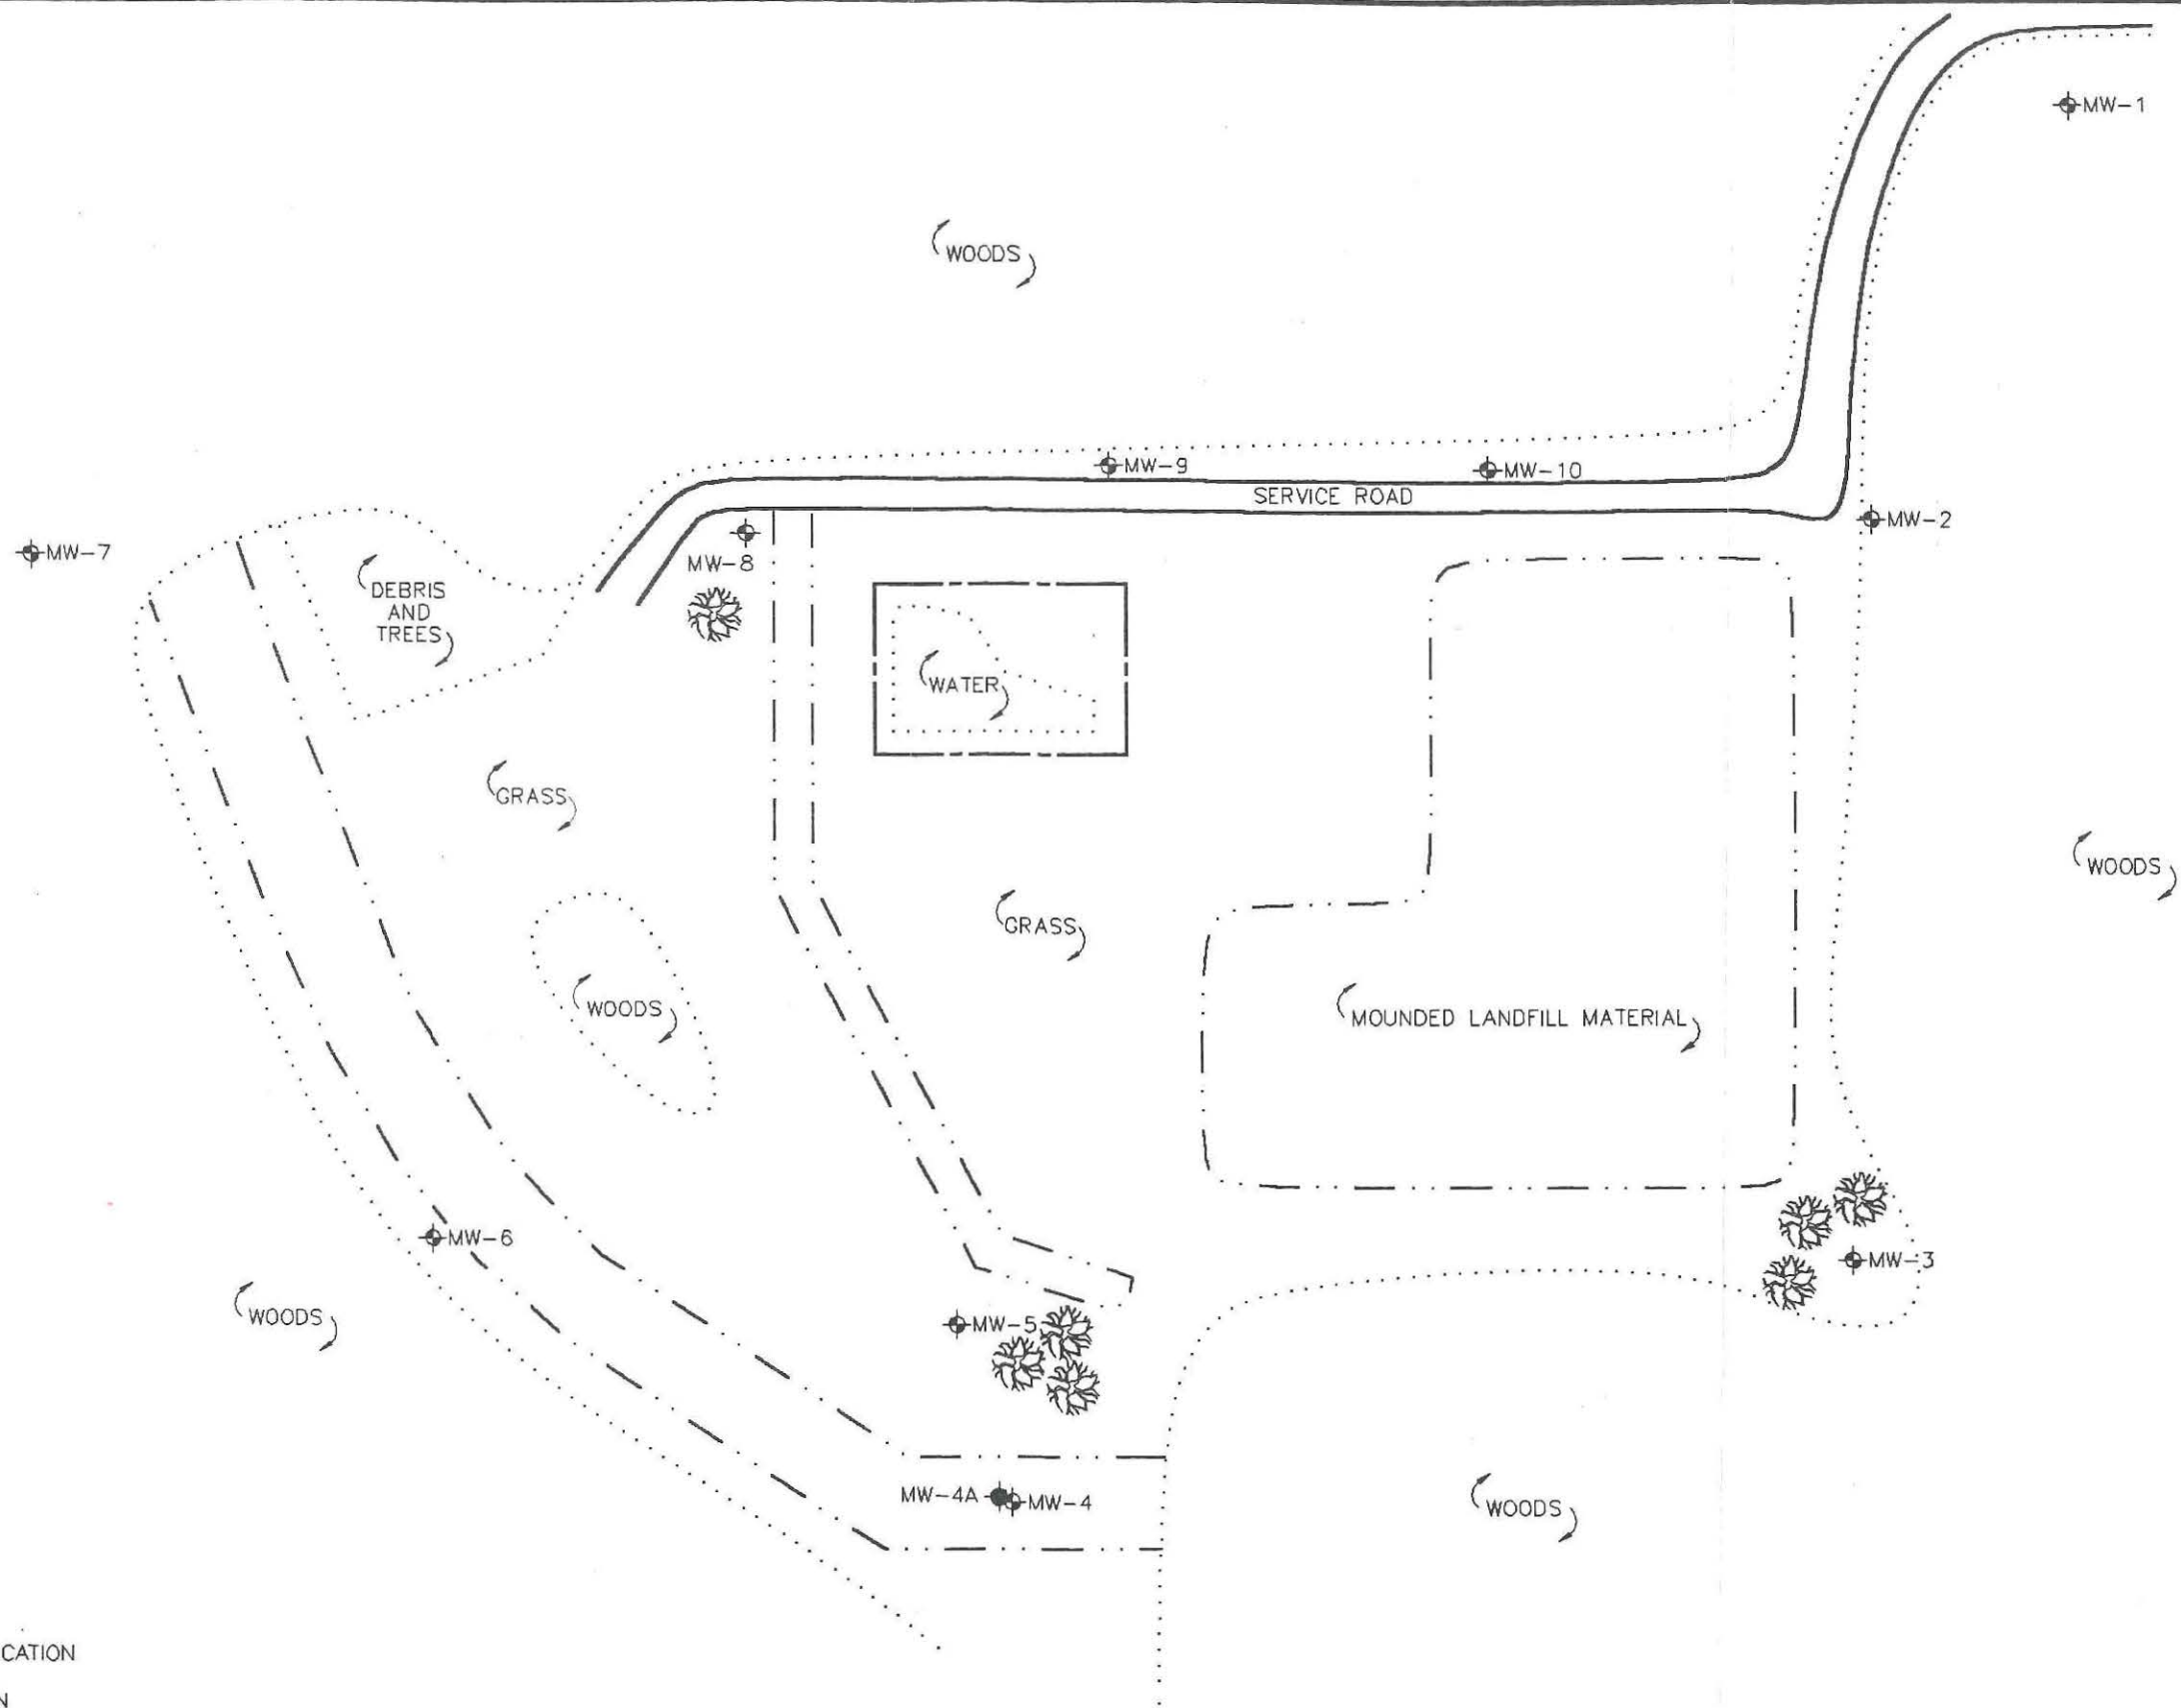 MW-1
WOODS
MW-9
MW-10
SERVICE ROAD
MW-2
MW-7
MW-8
DEBRIS
AND
TREES
WATER
GRASS
WOODS
GRASS
WOODS
MOUNDED LANDFILL MATERIAL
MW-6
MW-3
WOODS
MW-5
MW-4A
MW-4
WOODS
CATION
N